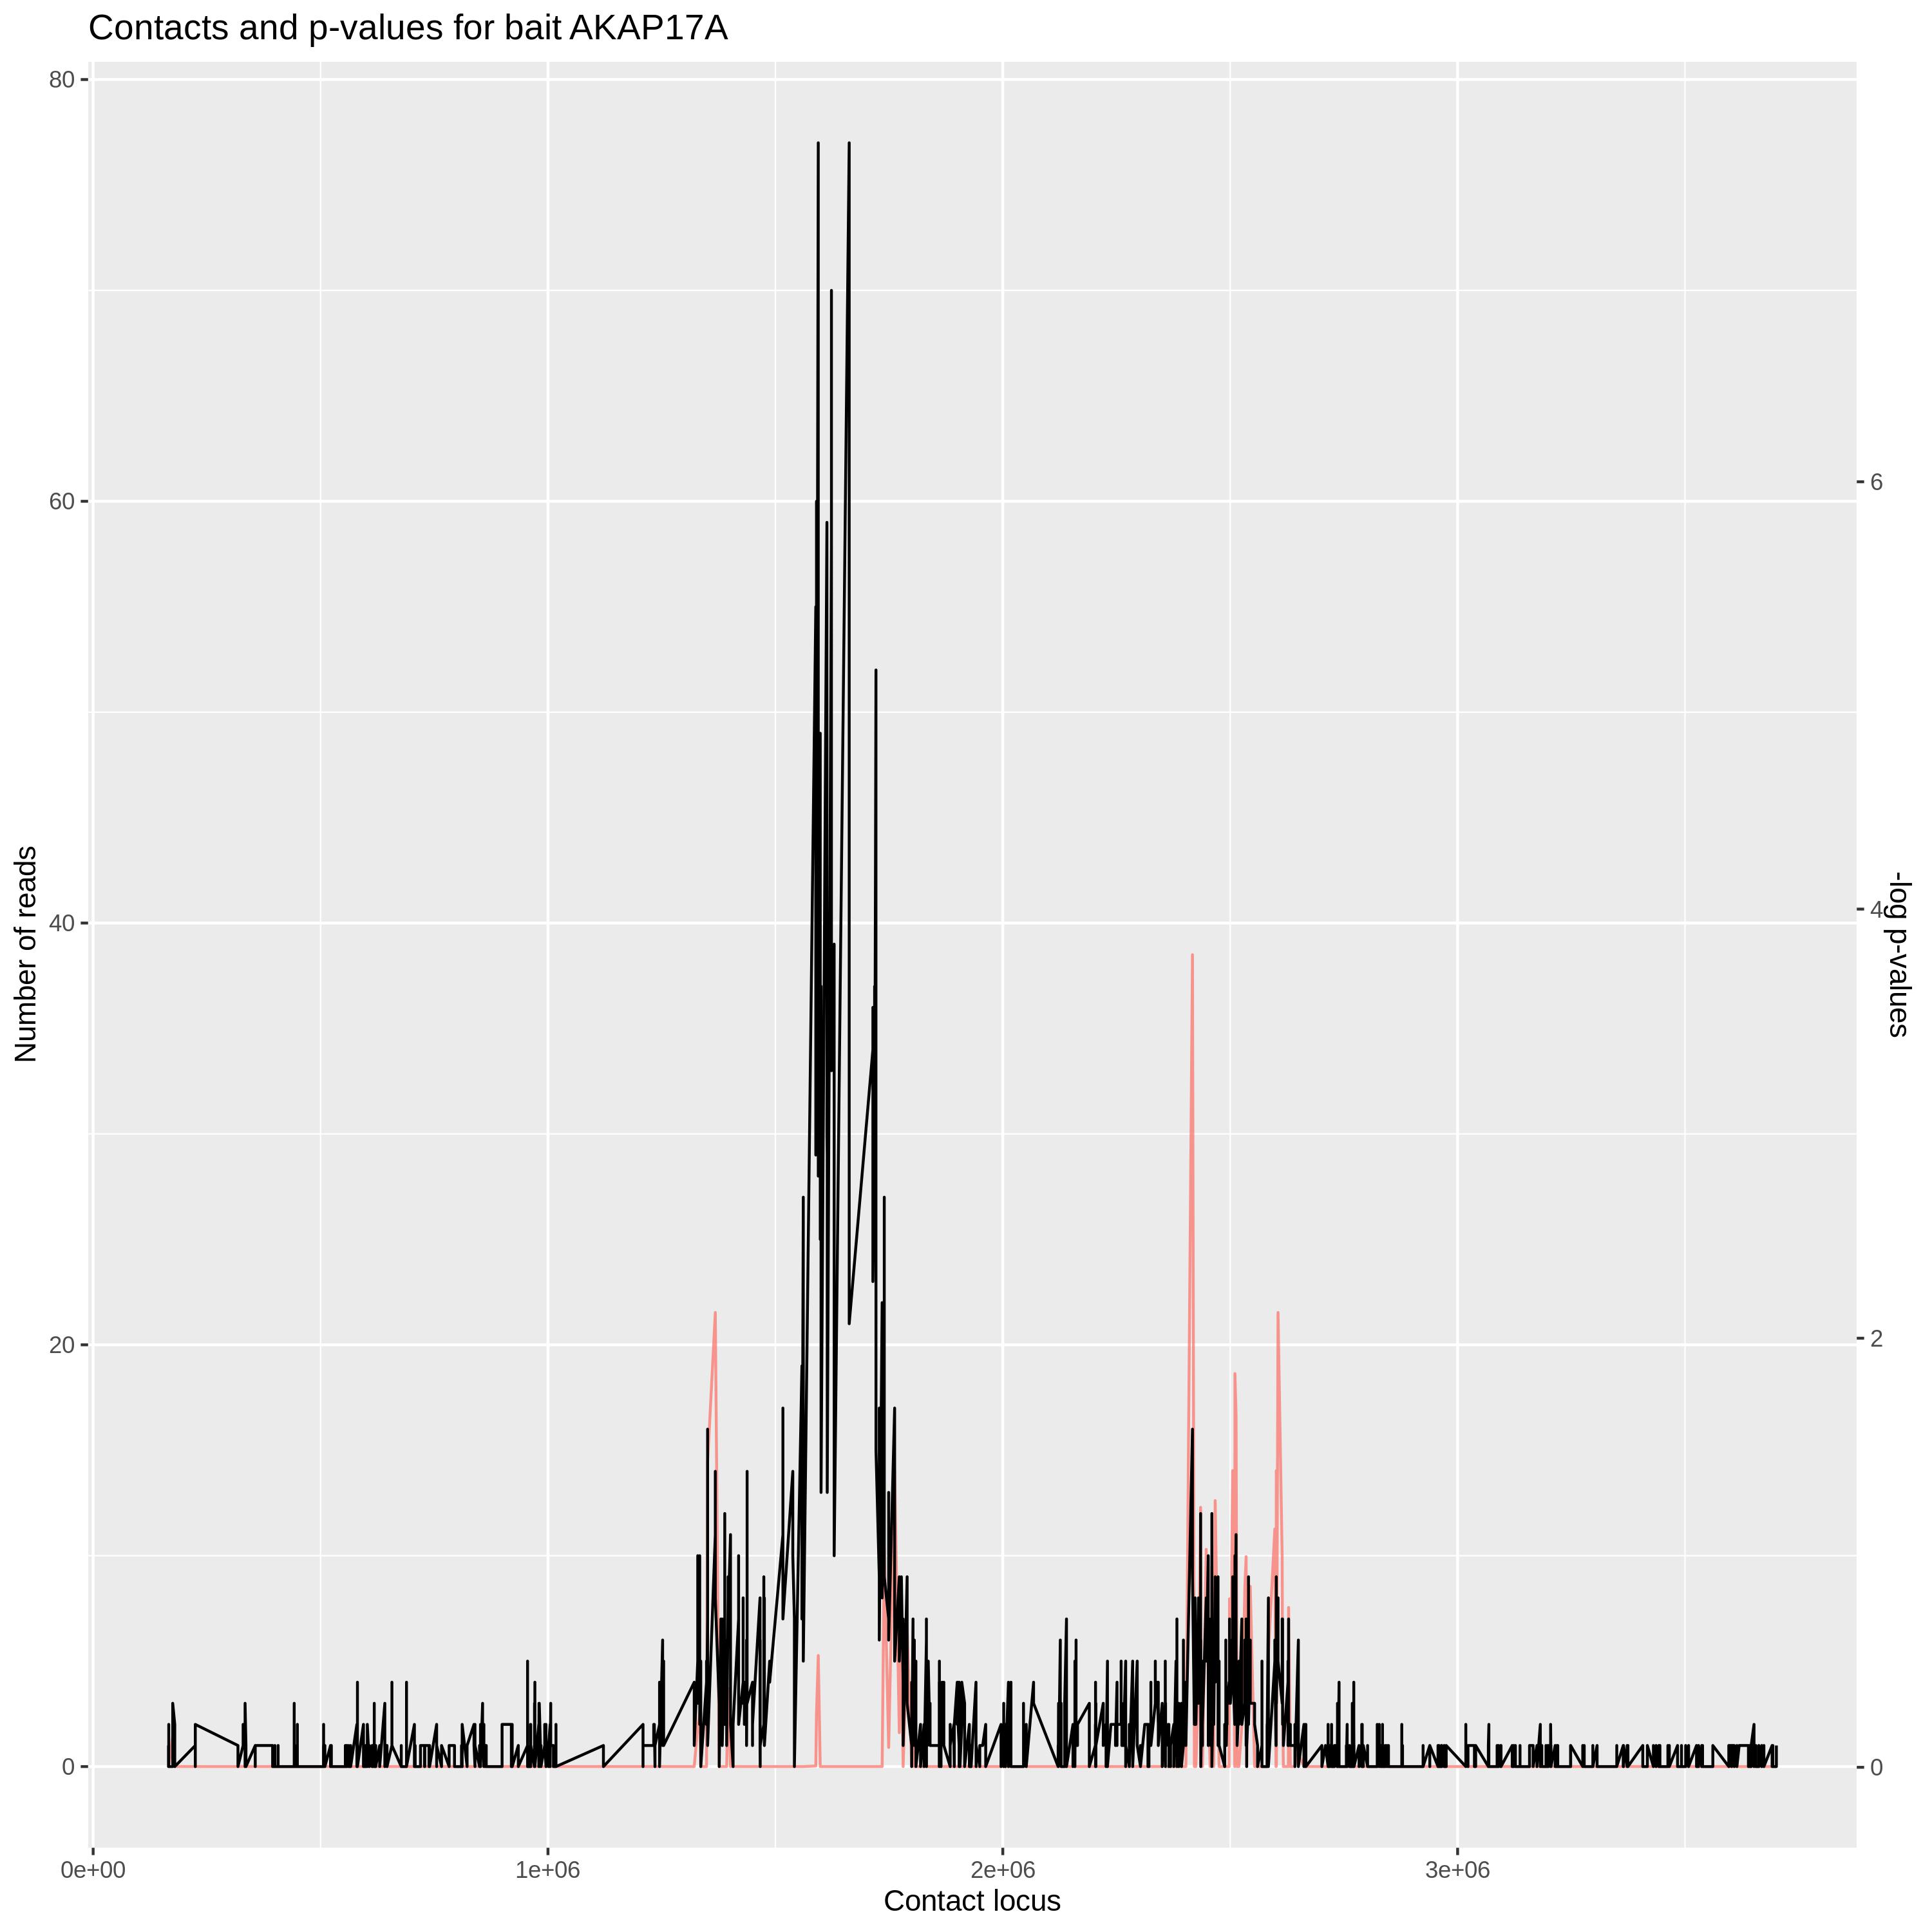 Contacts and p-values for bait AKAP17A
80
60
40
20
0
Number of reads
6
4
2
0
-log p-values
0e+00
1e+06
2e+06
3e+06
Contact locus